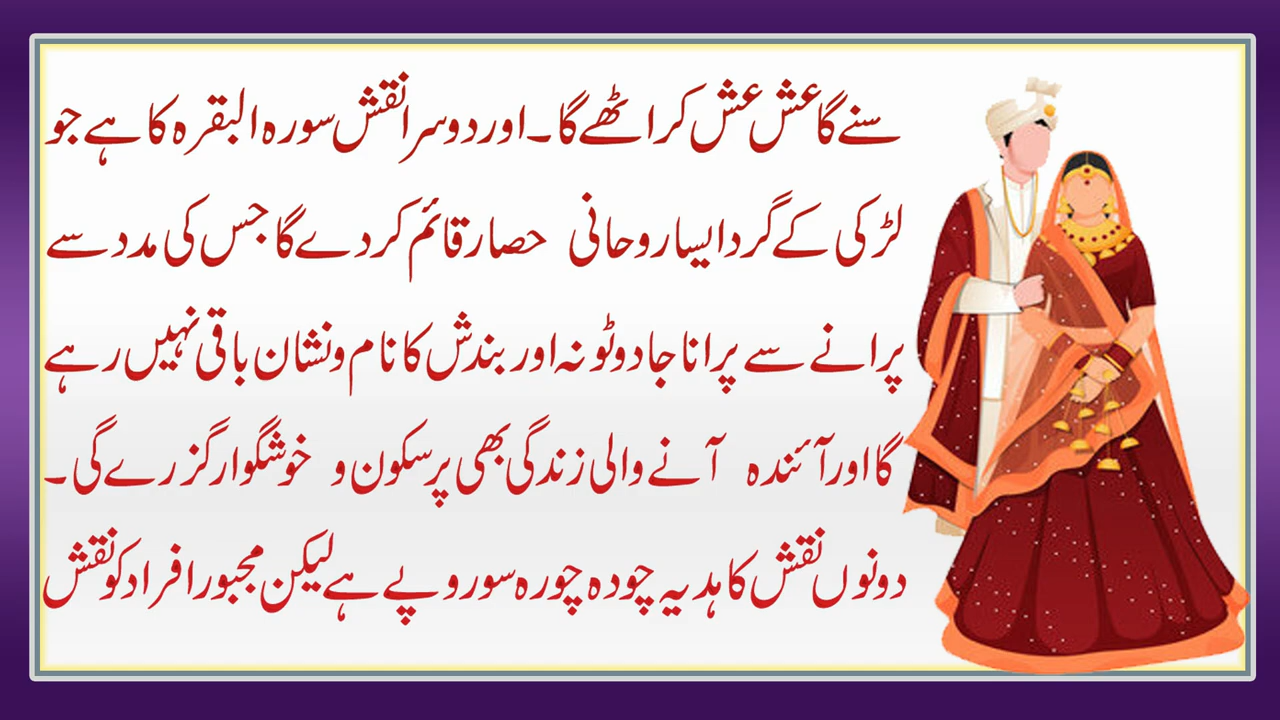 سنے گا عش عش کر اٹھے گا۔ اور دوسرا نقش سورہ البقرہ کا ہے جو
لڑکی کے گرد ایسا روحانی حصار قائم کر دے گا جس کی مدد سے
پرانے سے پرانا جادو ٹونہ اور بندش کا نام و نشان باقی نہیں رہے
گا اور آئندہ آنے والی زندگی بھی پرسکون و خوشگوار گزرے گی۔
دونوں نقش کا ہدیہ چودہ چورہ سو روپے ہے لیکن مجبور افراد کو نقش